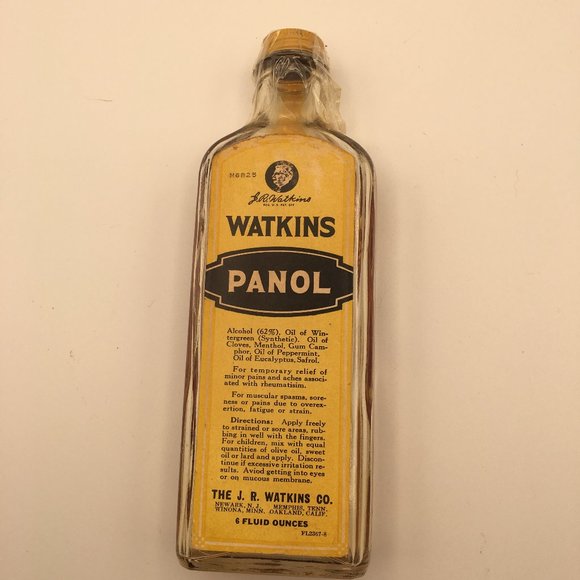 M6825
J.R. Watkins
REG. U.S. PAT. OFF.
WATKINS
PANOL
Alcohol (62%), Oil of Win-
tergreen (Synthetic). Oil of
Cloves, Menthol, Gum Cam-
phor, Oil of Peppermint,
Oil of Eucalyptus, Safrol.
For temporary relief of
minor pains and aches associ-
ated with rheumatisim.
For muscular spasms, sore-
ness or pains due to overex-
ertion, fatigue or strain.
Directions: Apply freely
to strained or sore areas, rub-
bing in well with the fingers.
For children, mix with equal
quantities of olive oil, sweet
oil or lard and apply. Discon-
tinue if excessive irritation re-
sults. Aviod getting into eyes
or on mucous membrane.
THE J. R. WATKINS CO.
NEWARK, N. J. MEMPHIS, TENN.
WINONA, MINN. OAKLAND, CALIF.
6 FLUID OUNCES
FL2367-8